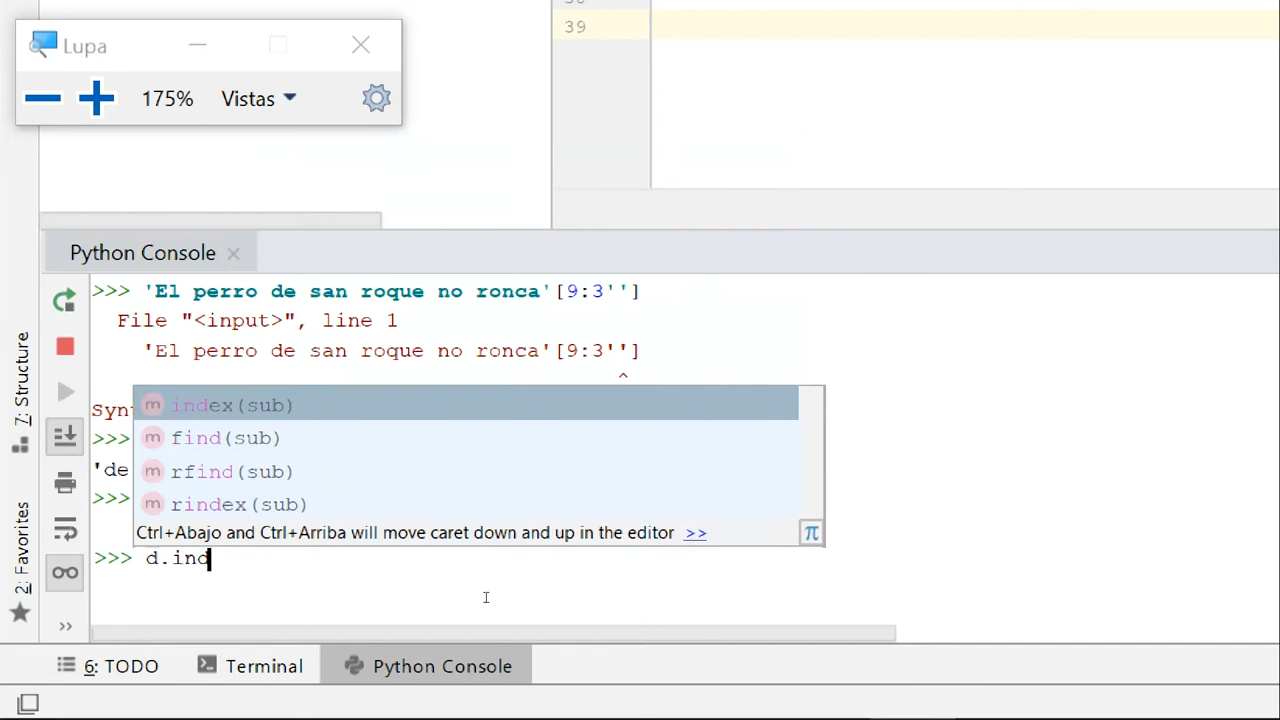 38
39
Lupa
175% Vistas
Python Console
>>> 'El perro de san roque no ronca'[9:3'']
File "<input>", line 1
'El perro de san roque no ronca'[9:3'']
^
index(sub)
Syn
find(sub)
>>>
rfind(sub)
'de
rindex(sub)
>>>
Ctrl+Abajo and Ctrl+Arriba will move caret down and up in the editor >> π
>>> d.ind
7: Structure
2: Favorites
>>
6: TODO Terminal Python Console